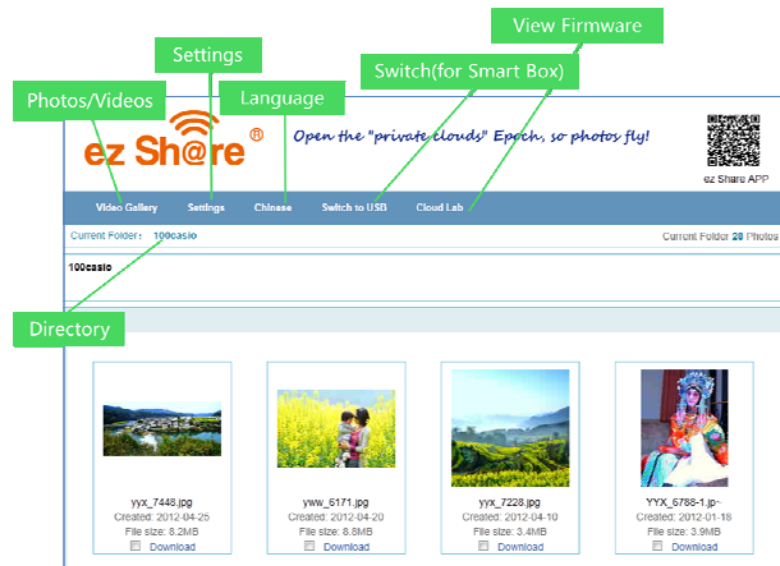 View Firmware
Settings
Switch(for Smart Box)
Photos/Videos
Language
ez Sh@re ®
Open the "private clouds" Epoch, so photos fly!
ez Share APP
Video Gallery Settings Chinese Switch to USB Cloud Lab
Current Folder: 100casio Current Folder 28 Photos
100casio
Directory
yyx_7448.jpg yww_6171.jpg yyx_7228.jpg YYX_6788-1.jp~
Created: 2012-04-25 Created: 2012-04-20 Created: 2012-04-10 Created: 2012-01-18
File size: 8.2MB File size: 8.8MB File size: 3.4MB File size: 3.9MB
Download Download Download Download